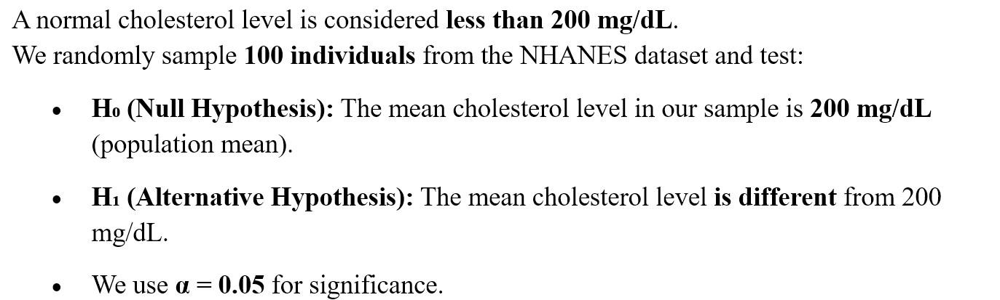 A normal cholesterol level is considered less than 200 mg/dL.
We randomly sample 100 individuals from the NHANES dataset and test:
• H₀ (Null Hypothesis): The mean cholesterol level in our sample is 200 mg/dL
(population mean).
• H₁ (Alternative Hypothesis): The mean cholesterol level is different from 200
mg/dL.
• We use α = 0.05 for significance.